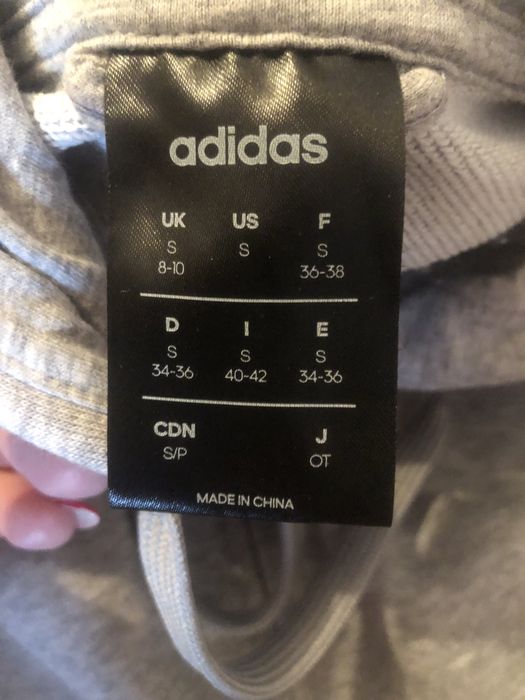 adidas
UK US F
S S S
8-10 36-38
D I E
S S S
34-36 40-42 34-36
CDN J
S/P OT
MADE IN CHINA